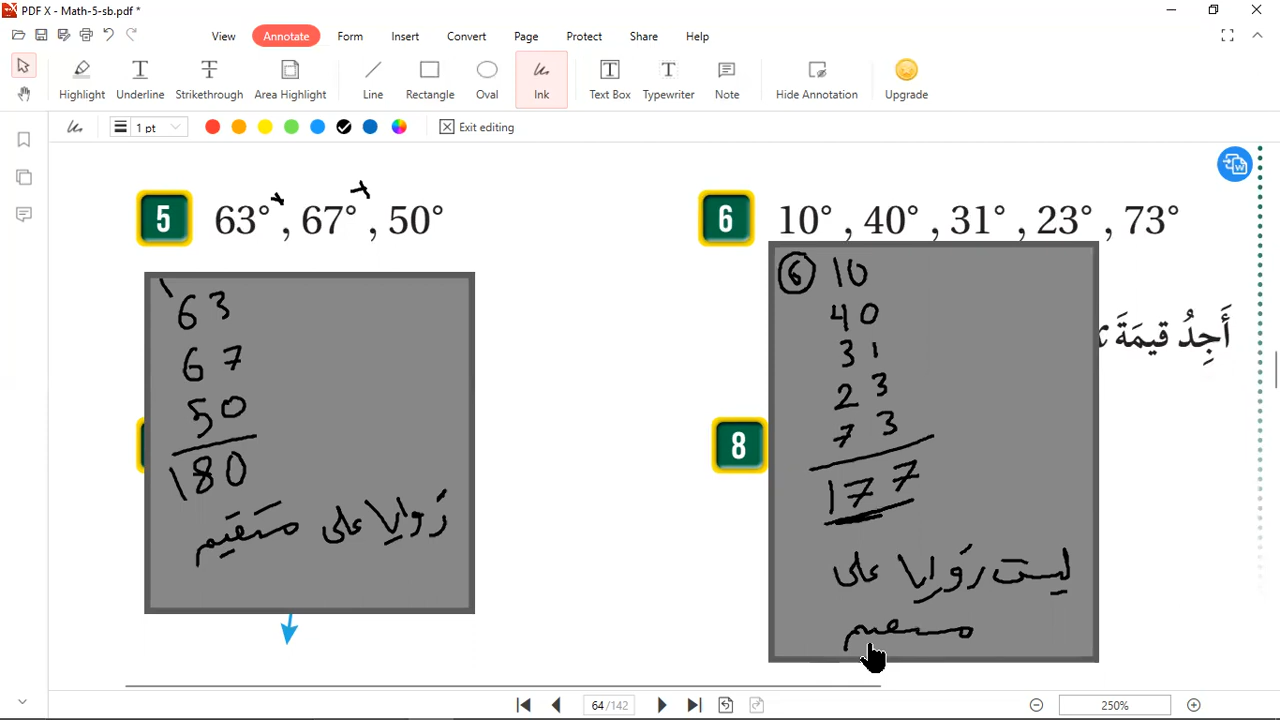 PDF X - Math-5-sb.pdf *
View Annotate Form Insert Convert Page Protect Share Help
Highlight Underline Strikethrough Area Highlight Line Rectangle Oval Ink Text Box Typewriter Note Hide Annotation Upgrade
1 pt Exit editing
5 63° , 67° , 50°
6 10° , 40° , 31° , 23° , 73°
1
63
67
50
180
زوايا على مستقيم
6 10
40
31
23
73
177
ليست زوايا على
مستقيم
أَجِدُ قيمَةَ
8
64 /142
250%